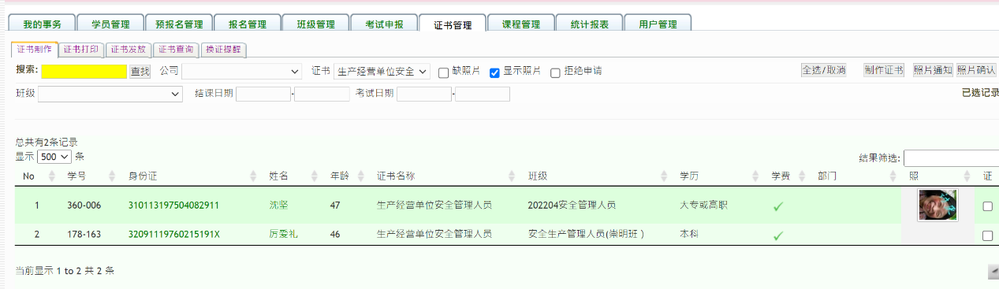 我的事务 学员管理 预报名管理 报名管理 班级管理 考试申报 证书管理 课程管理 统计报表 用户管理
证书制作 证书打印 证书发放 证书查询 换证提醒
搜索: 查找 公司 证书 生产经营单位安全 缺照片 显示照片 拒绝申请 全选/取消 制作证书 照片通知 照片确认
班级 结课日期 - 考试日期 - 已选记录
总共有2条记录
显示 500 条 结果筛选:
No 学号 身份证 姓名 年龄 证书名称 班级 学历 学费 部门 照 证
1 360-006 310113197504082911 沈坚 47 生产经营单位安全管理人员 202204安全管理人员 大专或高职
2 178-163 32091119760215191X 厉爱礼 46 生产经营单位安全管理人员 安全生产管理人员(崇明班 ) 本科
当前显示 1 to 2 共 2 条